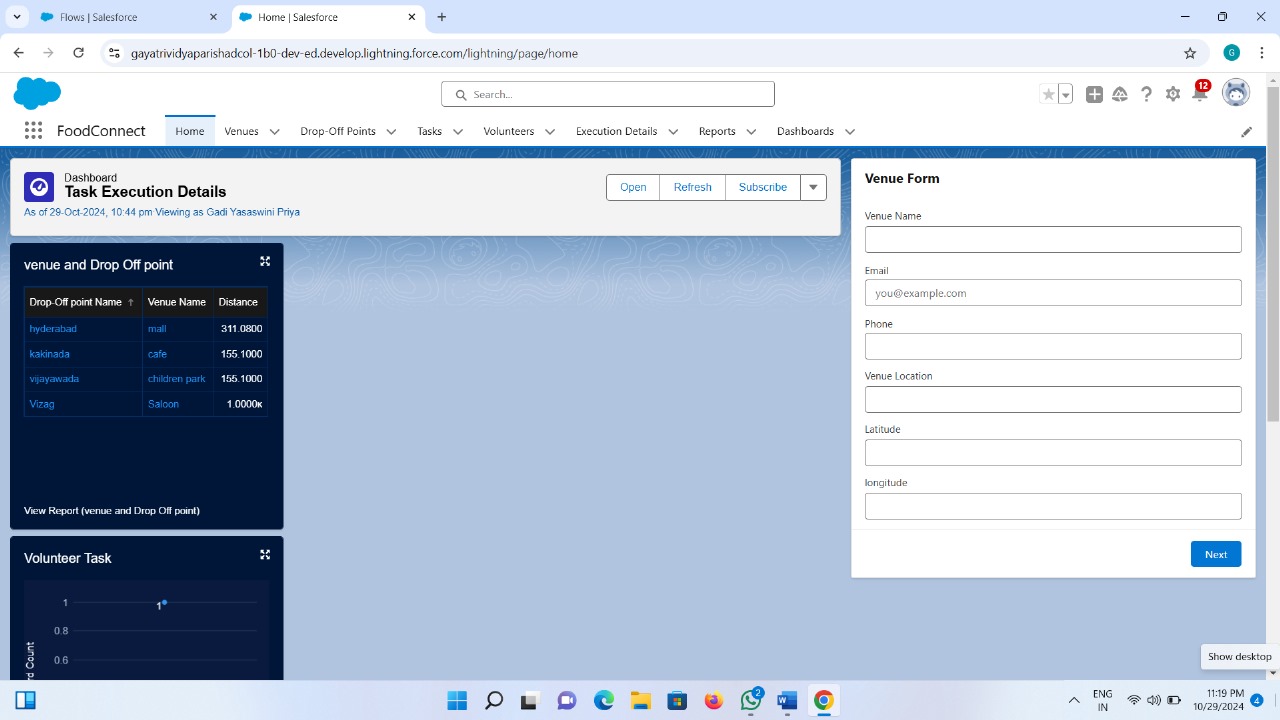 Flows | Salesforce
Home | Salesforce
gayatrividyaparishadcol-1b0-dev-ed.develop.lightning.force.com/lightning/page/home
G
Search...
12
FoodConnect
Home
Venues
Drop-Off Points
Tasks
Volunteers
Execution Details
Reports
Dashboards
Dashboard
Task Execution Details
As of 29-Oct-2024, 10:44 pm Viewing as Gadi Yasaswini Priya
Open
Refresh
Subscribe
venue and Drop Off point
Drop-Off point Name ↑ Venue Name Distance
hyderabad mall 311.0800
kakinada cafe 155.1000
vijayawada children park 155.1000
Vizag Saloon 1.0000K
View Report (venue and Drop Off point)
Volunteer Task
1
1
0.8
0.6
rd Count
Venue Form
Venue Name
Email
you@example.com
Phone
Venue Location
Latitude
longitude
Next
Show desktop
2
ENG
IN
11:19 PM
10/29/2024
4